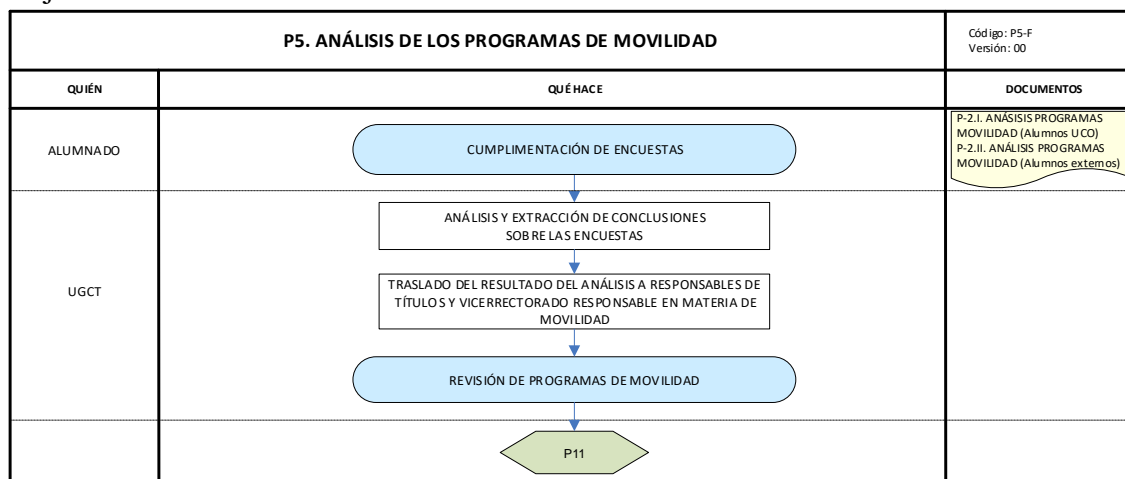 P5. ANÁLISIS DE LOS PROGRAMAS DE MOVILIDAD
Código: P5-F
Versión: 00
QUIÉN
QUÉ HACE
DOCUMENTOS
ALUMNADO
CUMPLIMENTACIÓN DE ENCUESTAS
P-2.I. ANÁSISIS PROGRAMAS
MOVILIDAD (Alumnos UCO)
P-2.II. ANÁLISIS PROGRAMAS
MOVILIDAD (Alumnos externos)
UGCT
ANÁLISIS Y EXTRACCIÓN DE CONCLUSIONES
SOBRE LAS ENCUESTAS
TRASLADO DEL RESULTADO DEL ANÁLISIS A RESPONSABLES DE
TÍTULOS Y VICERRECTORADO RESPONSABLE EN MATERIA DE
MOVILIDAD
REVISIÓN DE PROGRAMAS DE MOVILIDAD
P11